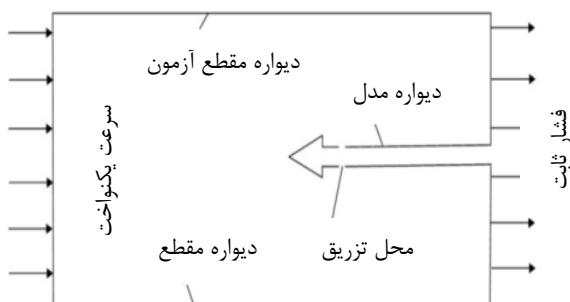 دیواره مقطع آزمون
دیواره مدل
سرعت یکنواخت
فشار ثابت
محل تزریق
دیواره مقطع